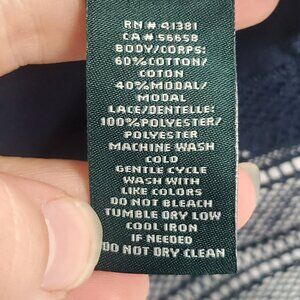 RN # 41381
CA # 56658
BODY/CORPS:
60% COTTON/
COTON
40% MODAL/
MODAL
LACE/DENTELLE:
100% POLYESTER/
POLYESTER
MACHINE WASH
COLD
GENTLE CYCLE
WASH WITH
LIKE COLORS
DO NOT BLEACH
TUMBLE DRY LOW
COOL IRON
IF NEEDED
DO NOT DRY CLEAN